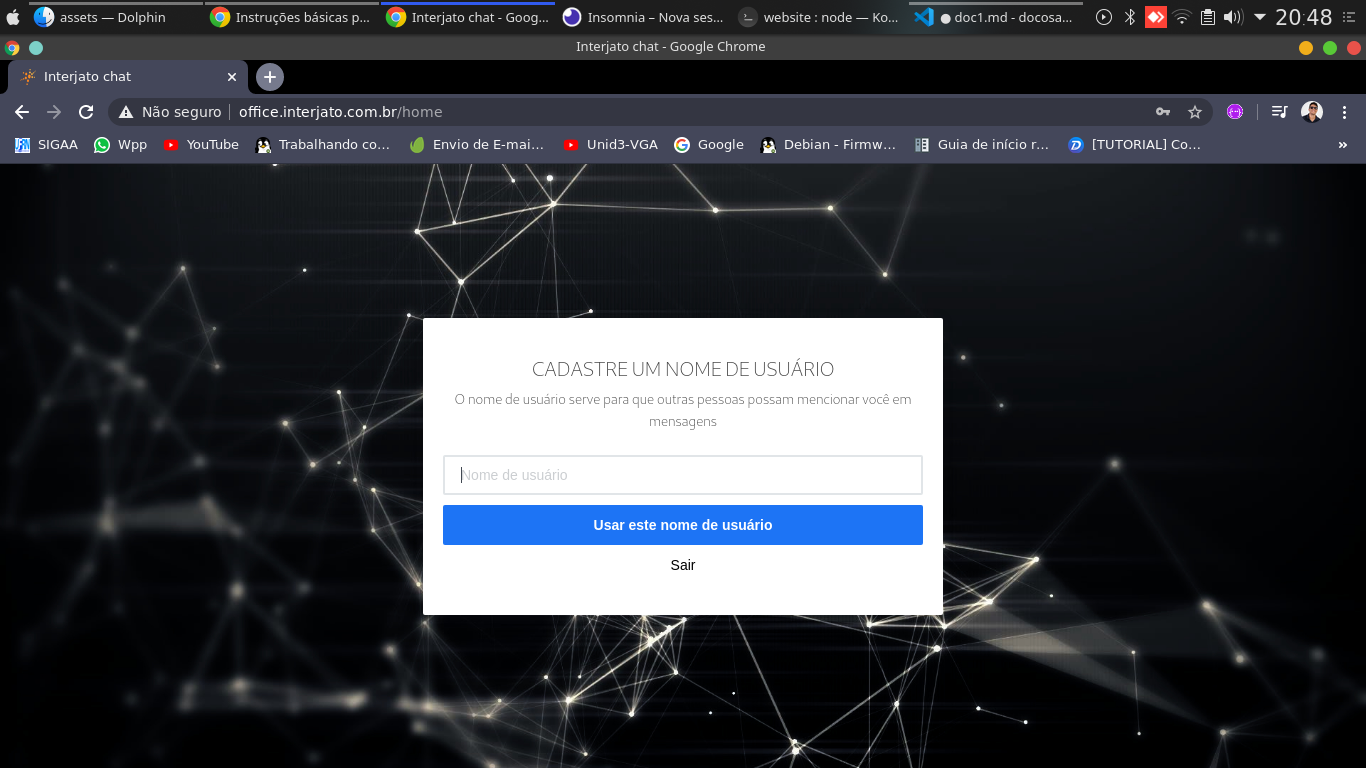 assets — Dolphin
Instruções básicas p...
Interjato chat - Goog...
Insomnia – Nova ses...
website : node — Ko...
● doc1.md - docosa...
20:48
Interjato chat - Google Chrome
Interjato chat
Não seguro
office.interjato.com.br/home
SIGAA
Wpp
YouTube
Trabalhando co...
Envio de E-mai...
Unid3-VGA
Google
Debian - Firmw...
Guia de início r...
[TUTORIAL] Co...
»
CADASTRE UM NOME DE USUÁRIO
O nome de usuário serve para que outras pessoas possam mencionar você em
mensagens
Nome de usuário
Usar este nome de usuário
Sair